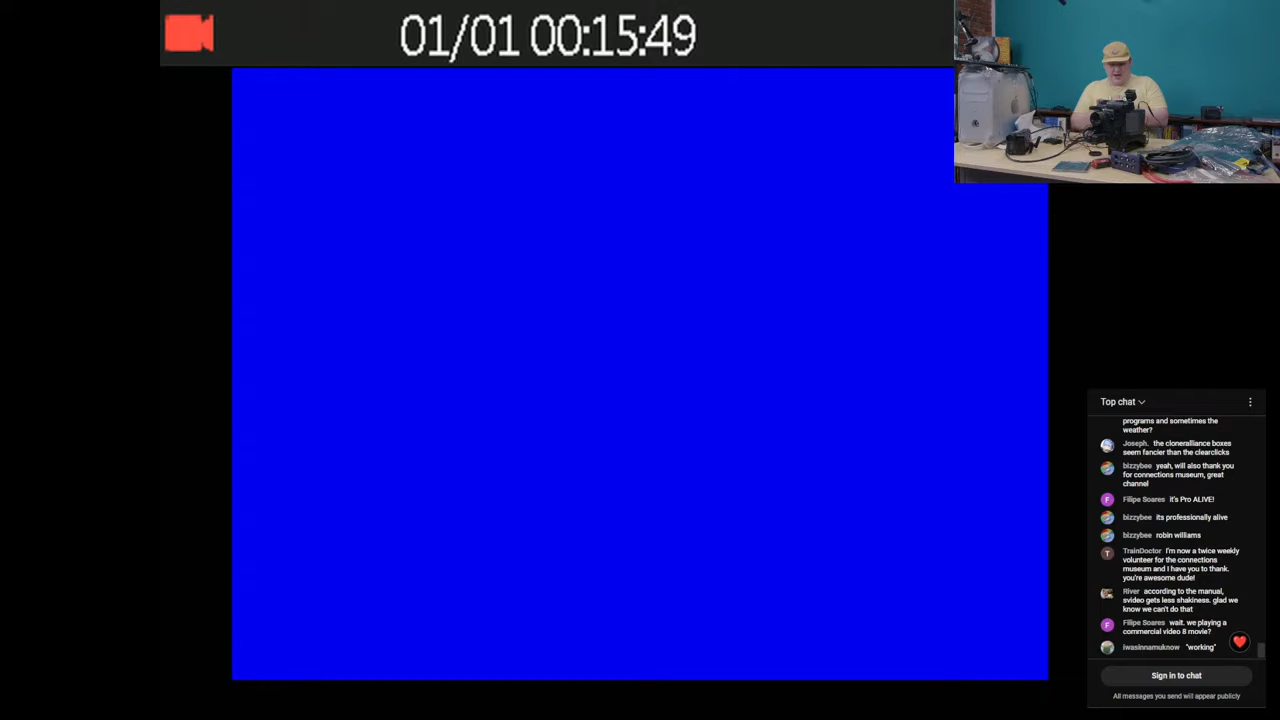 01/01 00:15:49
Top chat
programs and sometimes the
weather?
Joseph. the cloneralliance boxes
seem fancier than the clearclicks
bizzybee yeah, will also thank you
for connections museum, great
channel
Filipe Soares it's Pro ALIVE!
bizzybee its professionally alive
bizzybee robin williams
TrainDoctor I'm now a twice weekly
volunteer for the connections
museum and I have you to thank.
you're awesome dude!
River according to the manual,
svideo gets less shakiness. glad we
know we can't do that
Filipe Soares wait. we playing a
commercial video 8 movie?
iwasinnamuknow "working"
Sign in to chat
All messages you send will appear publicly